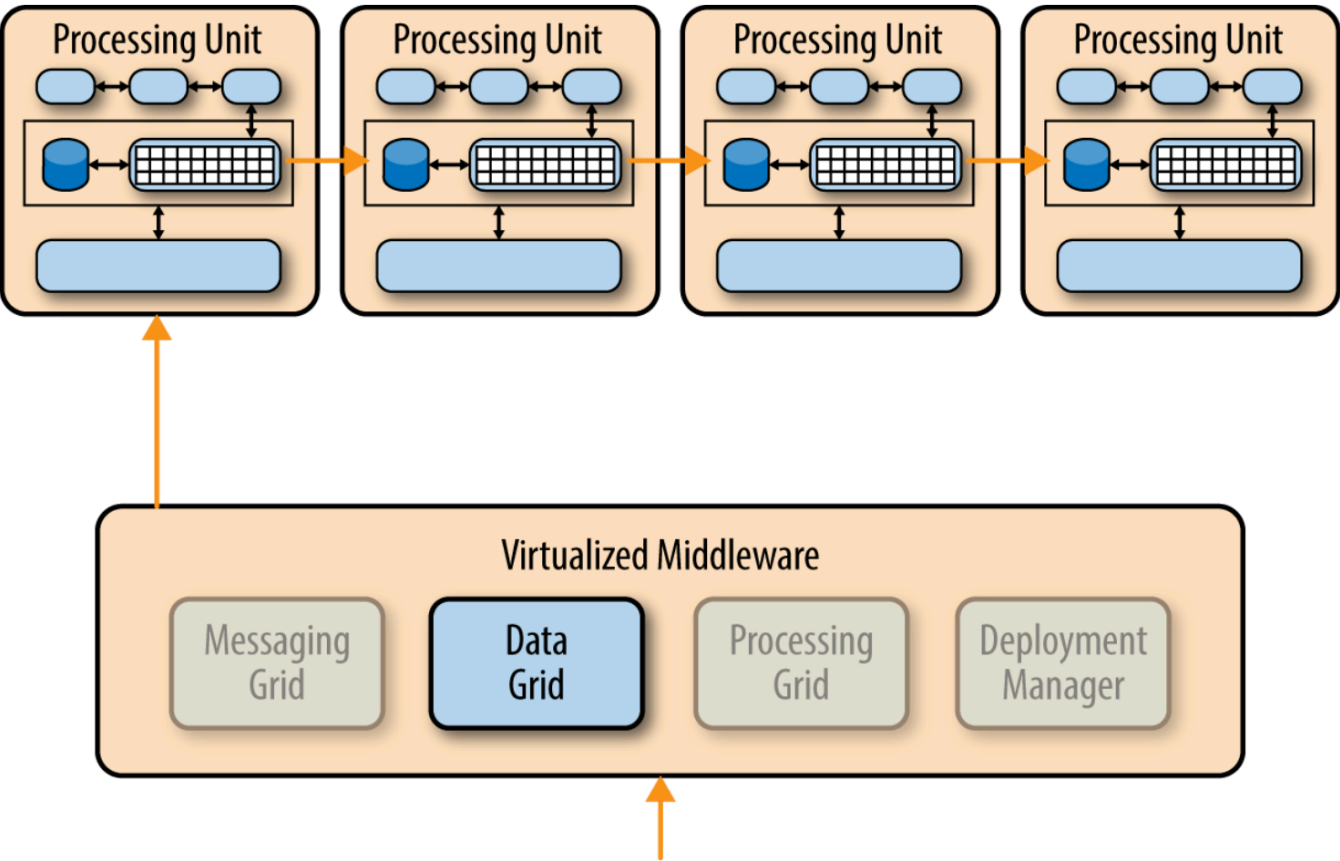 Processing Unit
Processing Unit
Processing Unit
Processing Unit
Virtualized Middleware
Messaging
Grid
Data
Grid
Processing
Grid
Deployment
Manager